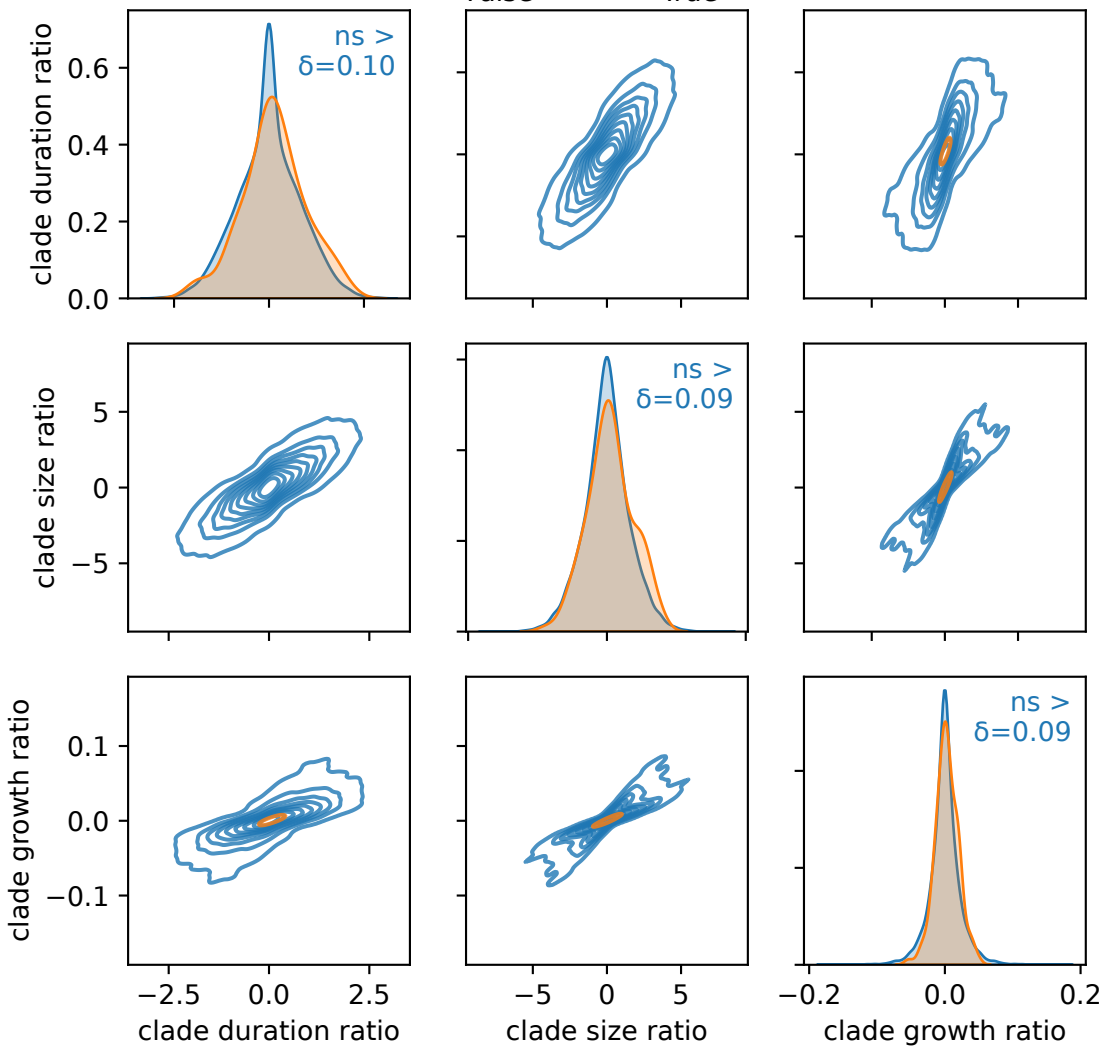 clade duration ratio
0.6
0.4
0.2
0.0
ns >
δ=0.10
clade size ratio
5
0
−5
ns >
δ=0.09
clade growth ratio
0.1
0.0
−0.1
ns >
δ=0.09
−2.5 0.0 2.5
−5 0 5
−0.2 0.0 0.2
clade duration ratio
clade size ratio
clade growth ratio